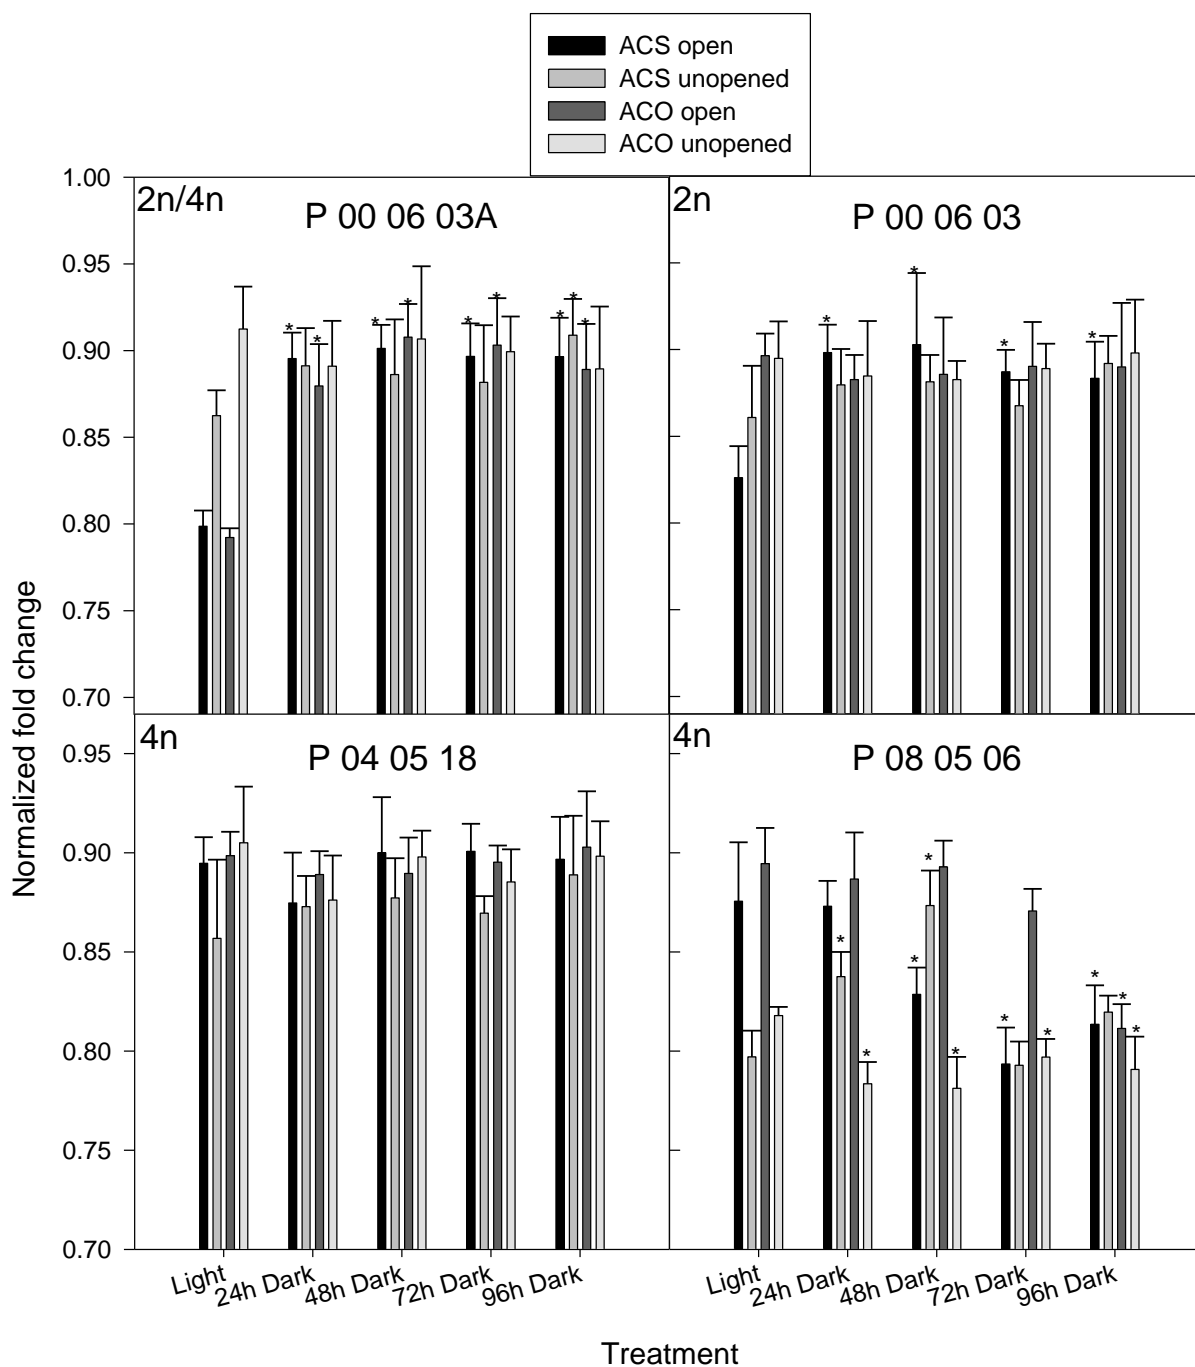 ACS open
ACS unopened
ACO open
ACO unopened
1.00
0.95
0.90
0.85
0.80
0.75
0.70
2n/4n
P 00 06 03A
* * * * * * * * *
2n
P 00 06 03
* * * *
Normalized fold change
0.95
0.90
0.85
0.80
0.75
0.70
4n
P 04 05 18
4n
P 08 05 06
* * * * * * * * * *
Light
24h Dark
48h Dark
72h Dark
96h Dark
Light
24h Dark
48h Dark
72h Dark
96h Dark
Treatment